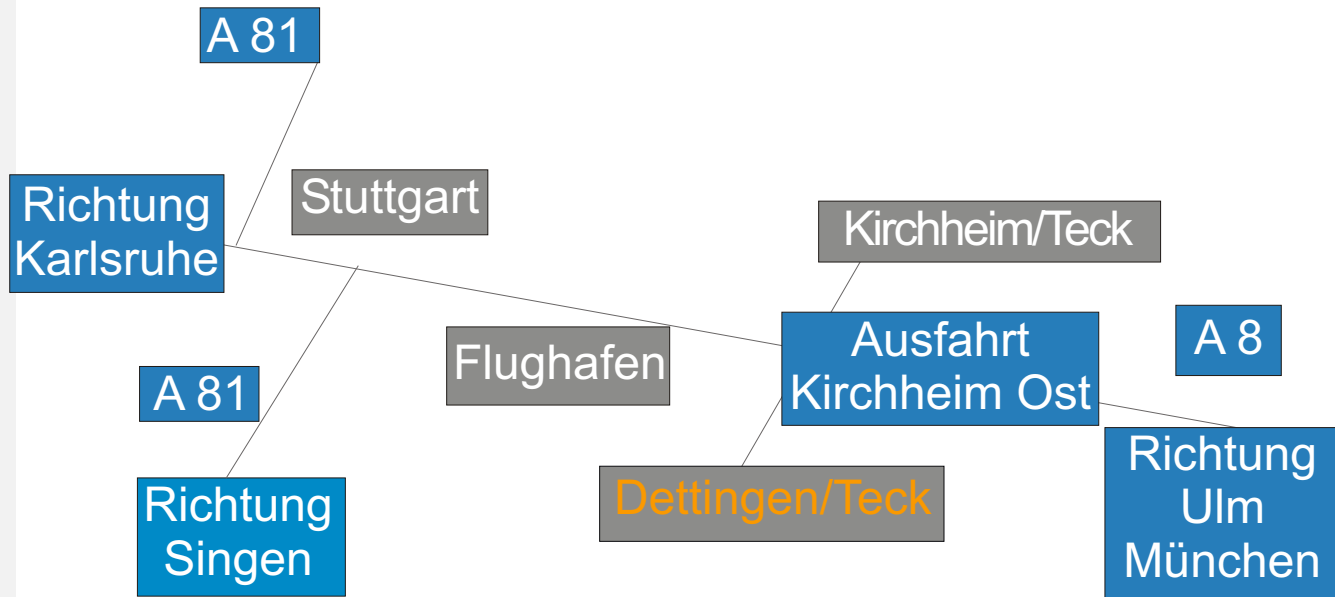 A 81
Richtung
Karlsruhe
Stuttgart
Kirchheim/Teck
Flughafen
Ausfahrt
Kirchheim Ost
A 8
A 81
Richtung
Singen
Dettingen/Teck
Richtung
Ulm
München